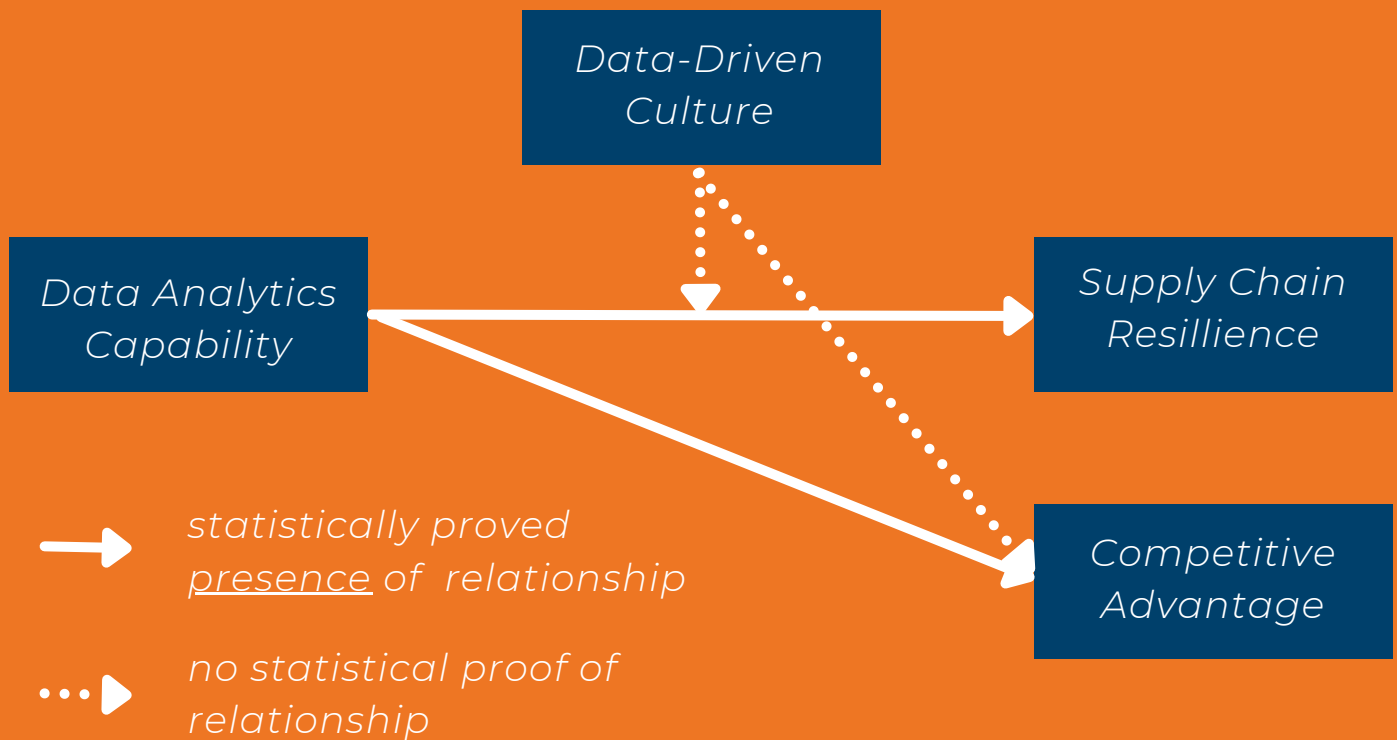 Data-Driven
Culture
Data Analytics
Capability
Supply Chain
Resillience
Competitive
Advantage
statistically proved
presence of relationship
no statistical proof of
relationship